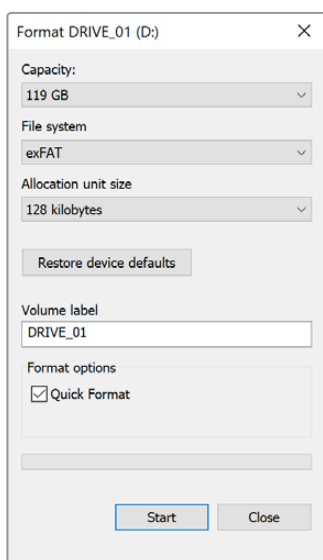 Format DRIVE_01 (D:)
Capacity:
119 GB
File system
exFAT
Allocation unit size
128 kilobytes
Restore device defaults
Volume label
DRIVE_01
Format options
Quick Format
Start Close